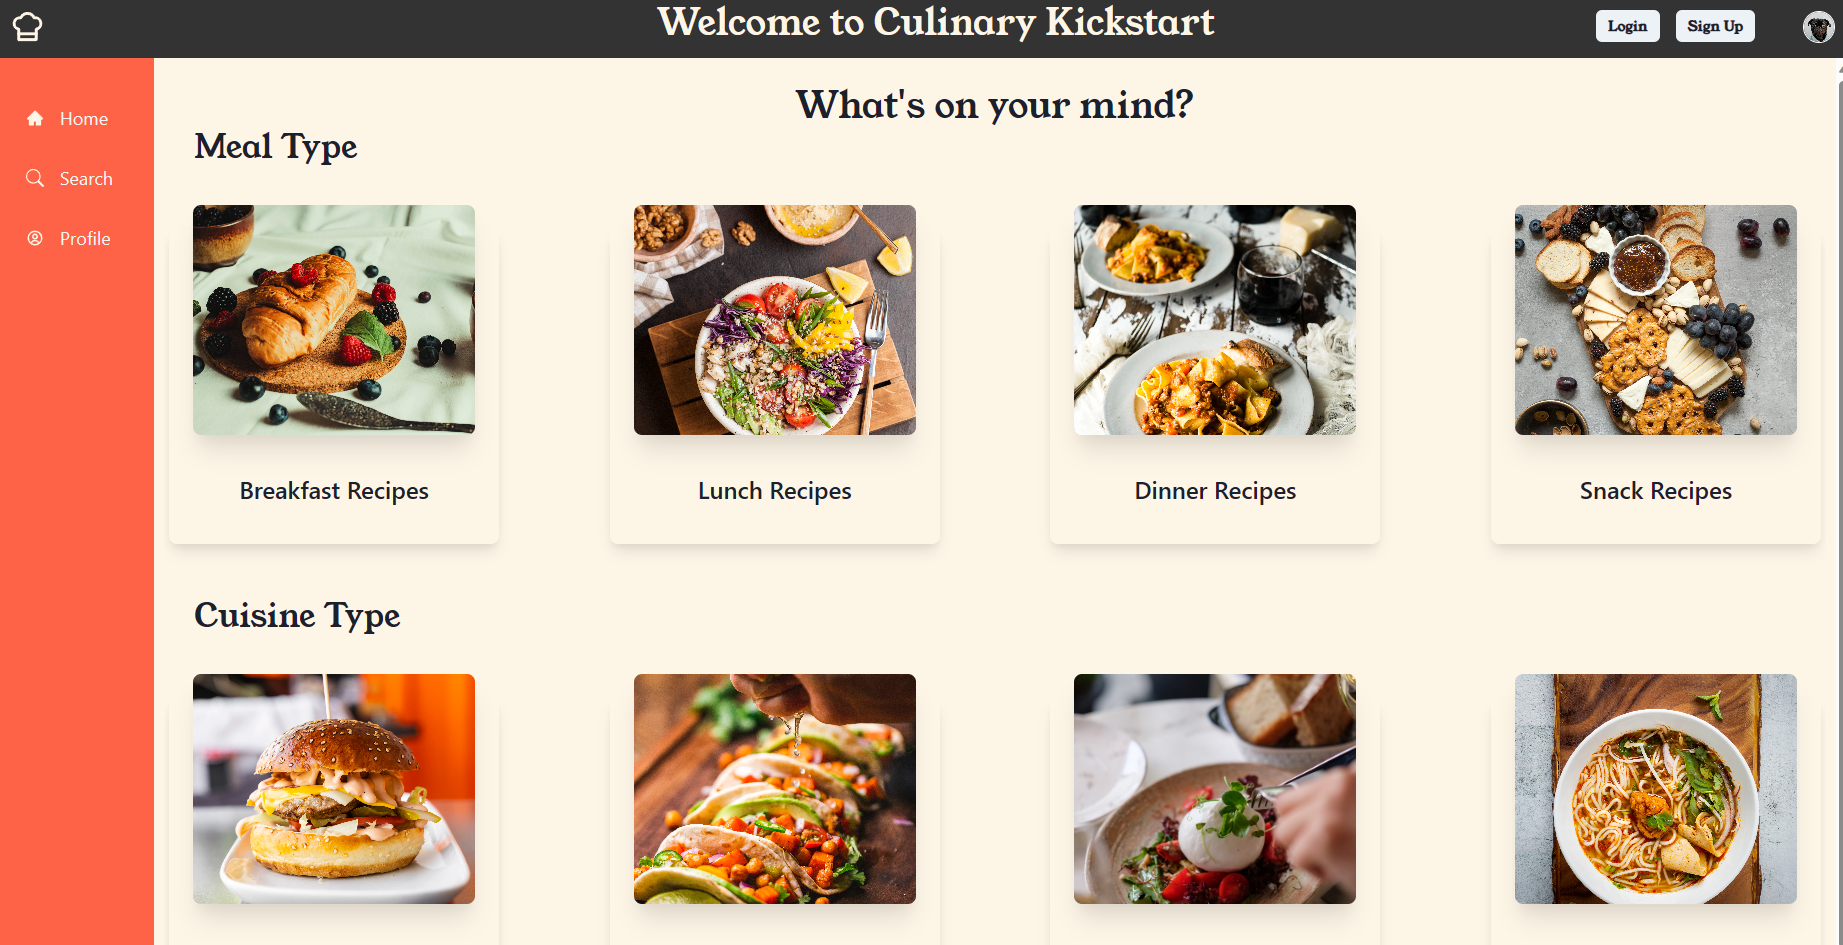 Welcome to Culinary Kickstart
Login
Sign Up
Home
Search
Profile
What's on your mind?
Meal Type
Breakfast Recipes
Lunch Recipes
Dinner Recipes
Snack Recipes
Cuisine Type